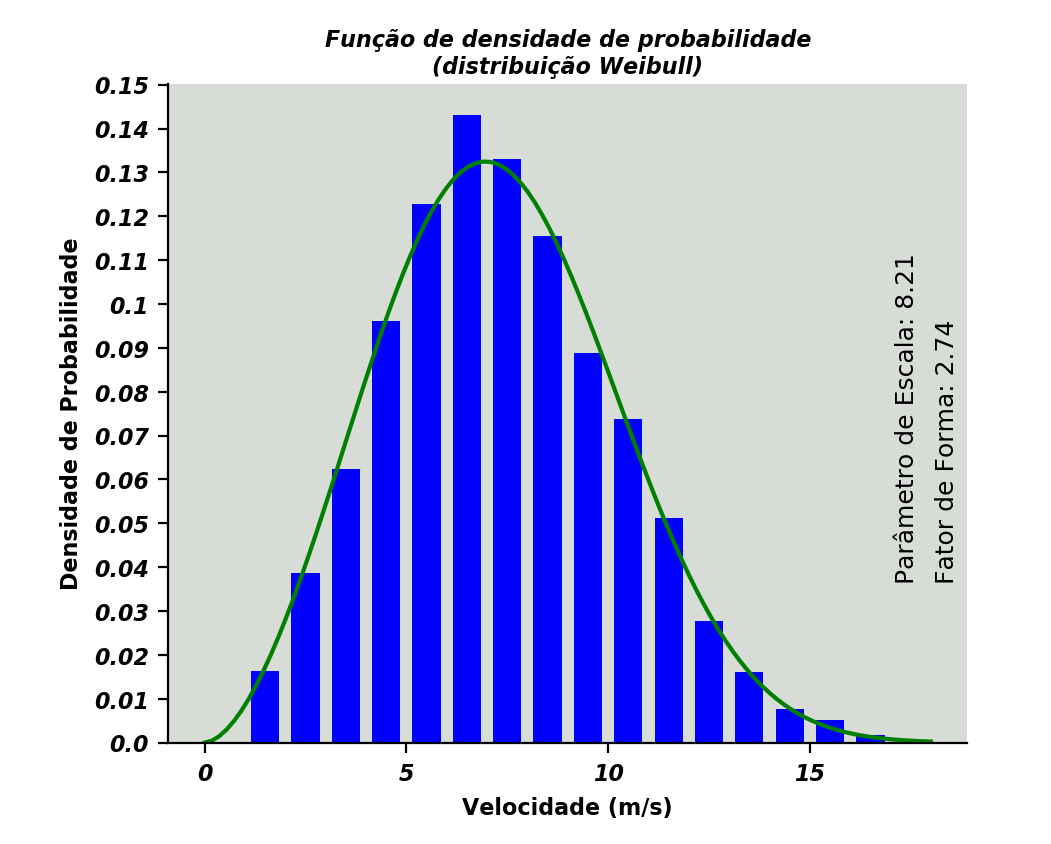 Função de densidade de probabilidade
(distribuição Weibull)
0.15
0.14
0.13
0.12
0.11
0.1
0.09
0.08
0.07
0.06
0.05
0.04
0.03
0.02
0.01
0.0
Densidade de Probabilidade
0 5 10 15
Velocidade (m/s)
Parâmetro de Escala: 8.21
Fator de Forma: 2.74